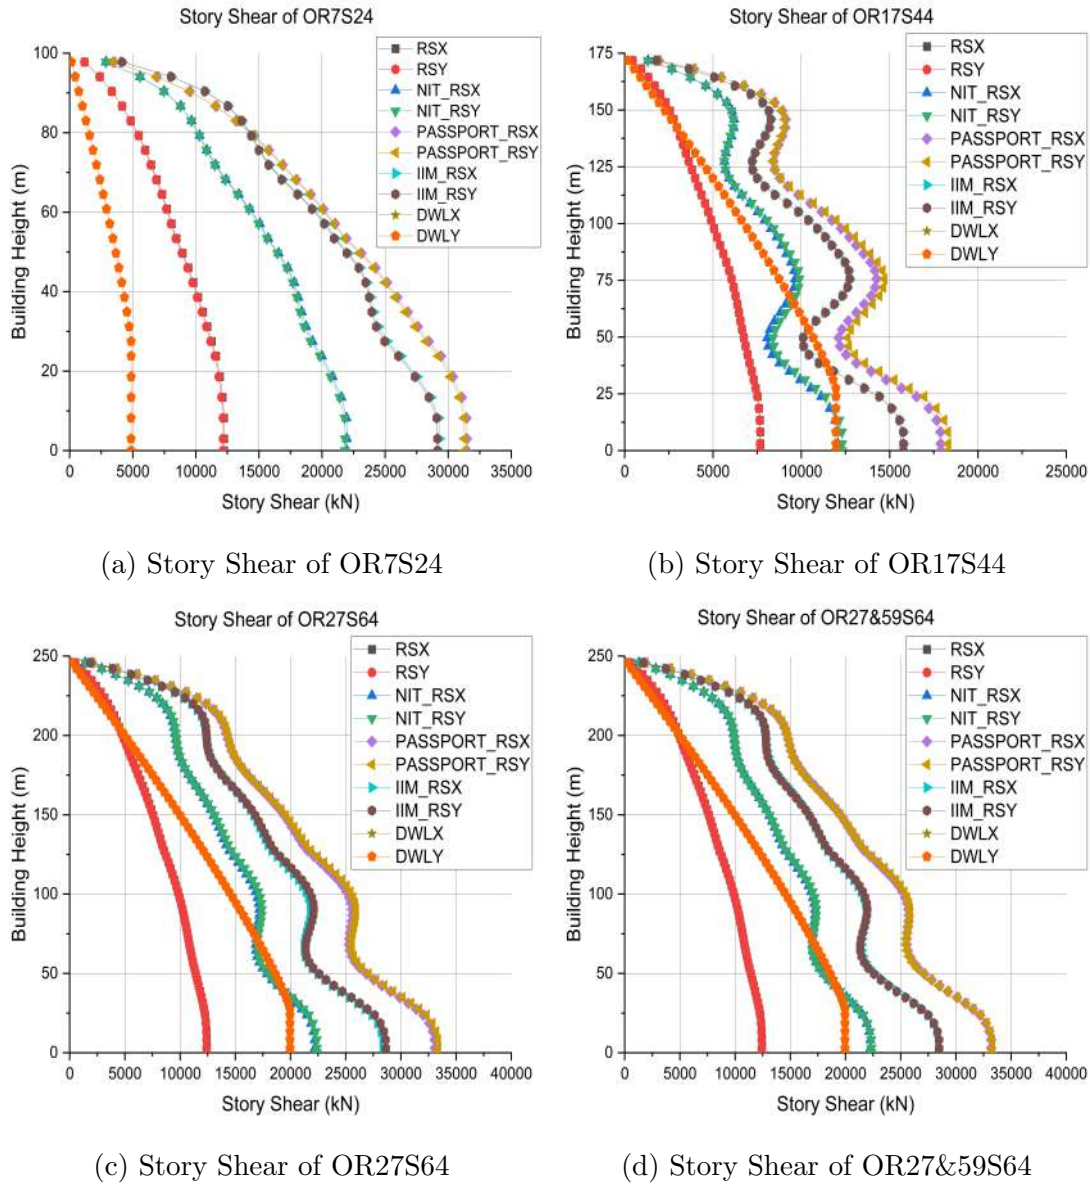 Story Shear of OR7S24
Building Height (m)
100
80
60
40
20
0
0 5000 10000 15000 20000 25000 30000 35000
Story Shear (kN)
RSX
RSY
NIT_RSX
NIT_RSY
PASSPORT_RSX
PASSPORT_RSY
IIM_RSX
IIM_RSY
DWLX
DWLY
(a) Story Shear of OR7S24
Story Shear of OR17S44
Building Height (m)
175
150
125
100
75
50
25
0
0 5000 10000 15000 20000 25000
Story Shear (kN)
RSX
RSY
NIT_RSX
NIT_RSY
PASSPORT_RSX
PASSPORT_RSY
IIM_RSX
IIM_RSY
DWLX
DWLY
(b) Story Shear of OR17S44
Story Shear of OR27S64
Building Height (m)
250
200
150
100
50
0
0 5000 10000 15000 20000 25000 30000 35000 40000
Story Shear (kN)
RSX
RSY
NIT_RSX
NIT_RSY
PASSPORT_RSX
PASSPORT_RSY
IIM_RSX
IIM_RSY
DWLX
DWLY
(c) Story Shear of OR27S64
Story Shear of OR27&59S64
Building Height (m)
250
200
150
100
50
0
0 5000 10000 15000 20000 25000 30000 35000 40000
Story Shear (kN)
RSX
RSY
NIT_RSX
NIT_RSY
PASSPORT_RSX
PASSPORT_RSY
IIM_RSX
IIM_RSY
DWLX
DWLY
(d) Story Shear of OR27&59S64